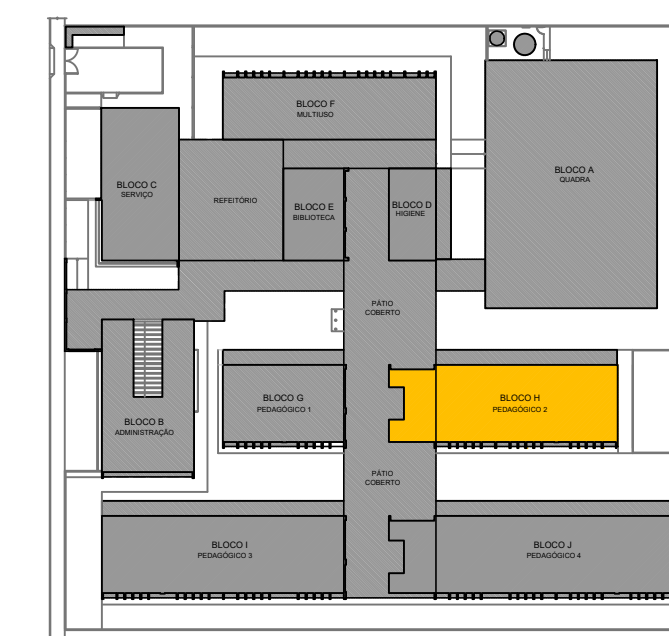 BLOCO F
MULTIUSO
BLOCO A
QUADRA
BLOCO C
SERVIÇO
REFEITÓRIO
BLOCO E
BIBLIOTECA
BLOCO D
HIGIENE
PÁTIO
COBERTO
BLOCO G
PEDAGÓGICO 1
BLOCO H
PEDAGÓGICO 2
BLOCO B
ADMINISTRAÇÃO
PÁTIO
COBERTO
BLOCO I
PEDAGÓGICO 3
BLOCO J
PEDAGÓGICO 4